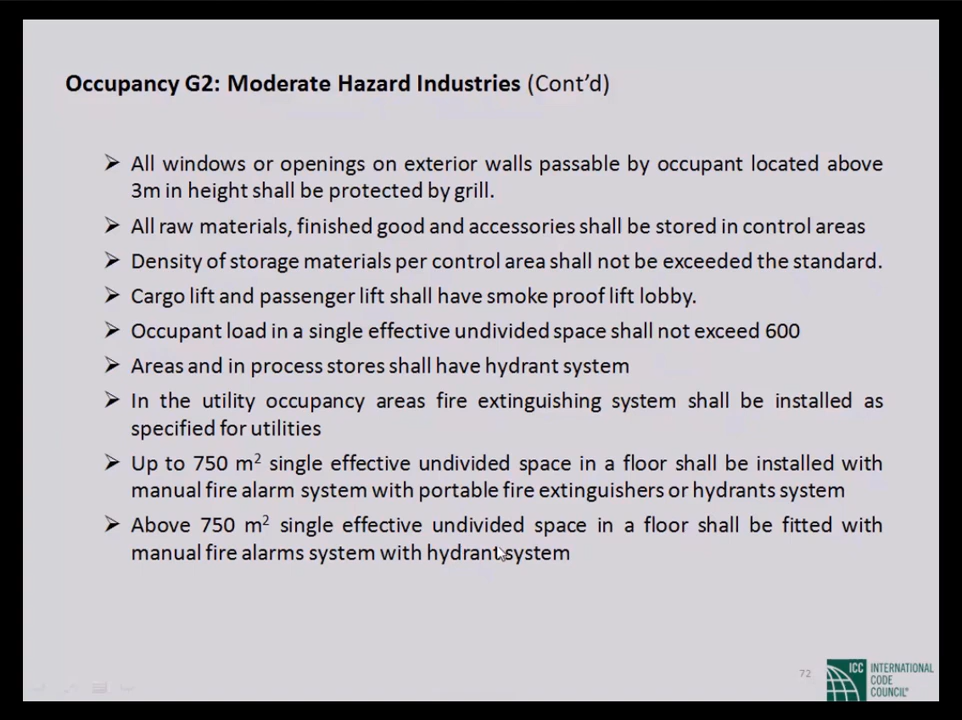 Occupancy G2: Moderate Hazard Industries (Cont’d)
➢ All windows or openings on exterior walls passable by occupant located above
3m in height shall be protected by grill.
➢ All raw materials, finished good and accessories shall be stored in control areas
➢ Density of storage materials per control area shall not be exceeded the standard.
➢ Cargo lift and passenger lift shall have smoke proof lift lobby.
➢ Occupant load in a single effective undivided space shall not exceed 600
➢ Areas and in process stores shall have hydrant system
➢ In the utility occupancy areas fire extinguishing system shall be installed as
specified for utilities
➢ Up to 750 m² single effective undivided space in a floor shall be installed with
manual fire alarm system with portable fire extinguishers or hydrants system
➢ Above 750 m² single effective undivided space in a floor shall be fitted with
manual fire alarms system with hydrant system
72
ICC INTERNATIONAL
CODE
COUNCIL®